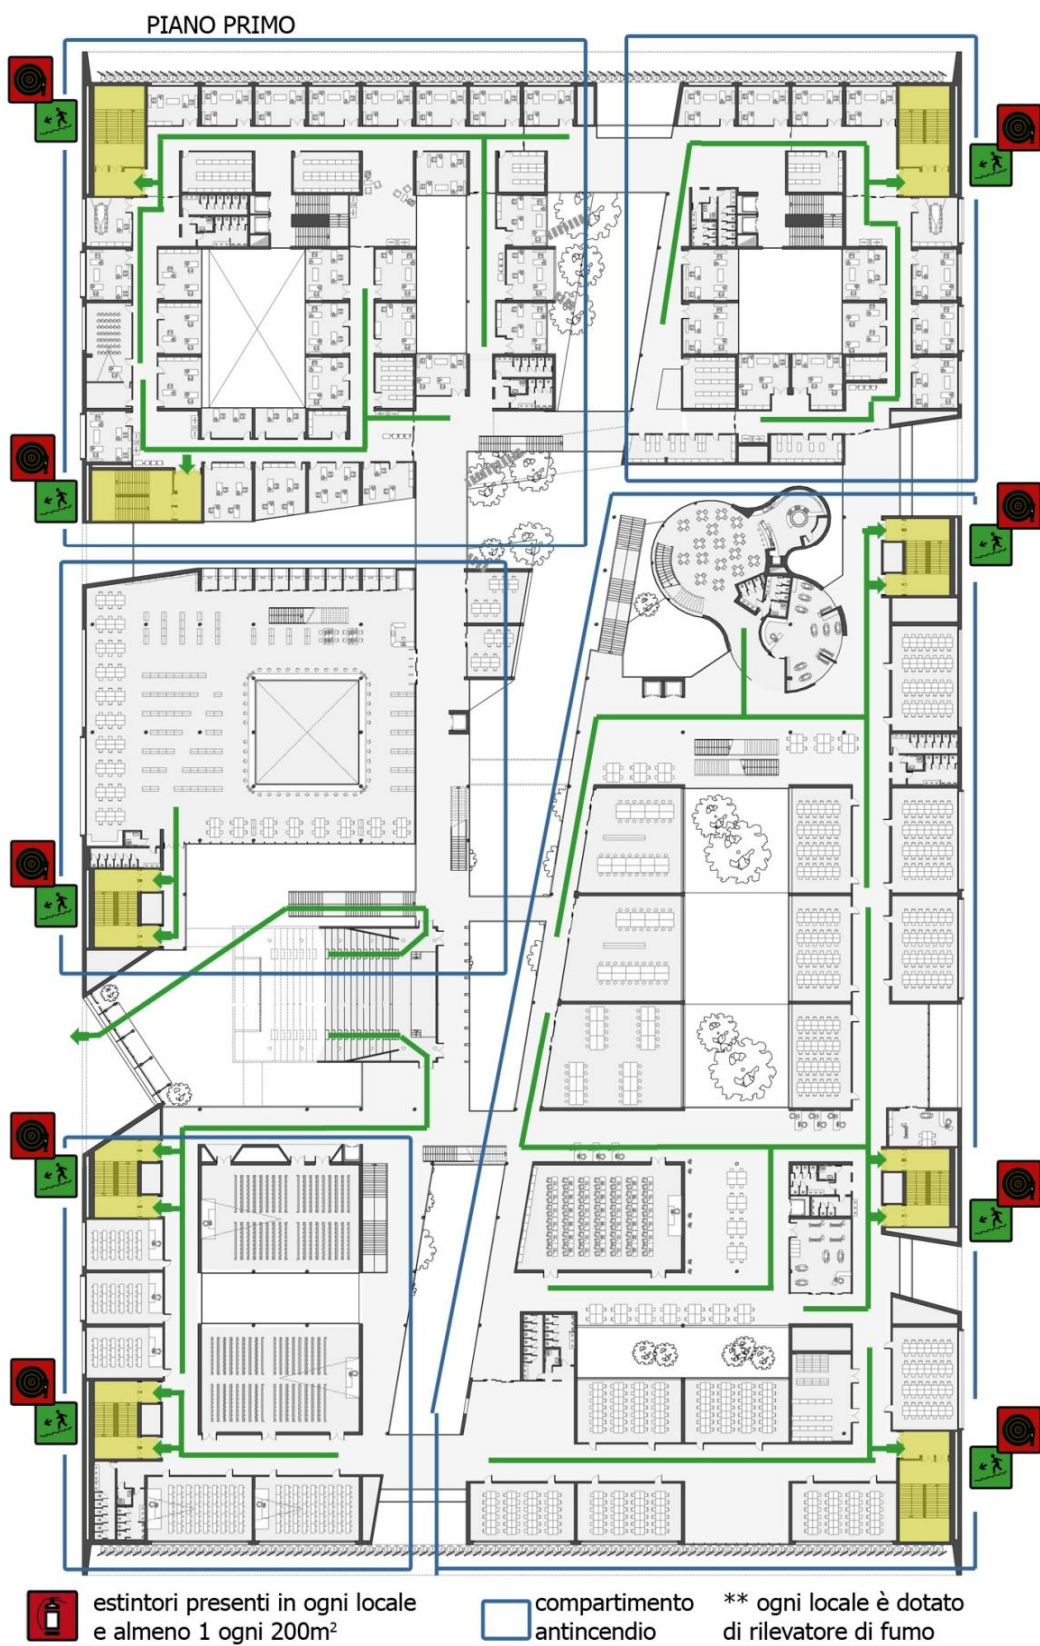 PIANO PRIMO
estintori presenti in ogni locale
e almeno 1 ogni 200m²
compartimento
antincendio
** ogni locale è dotato
di rilevatore di fumo